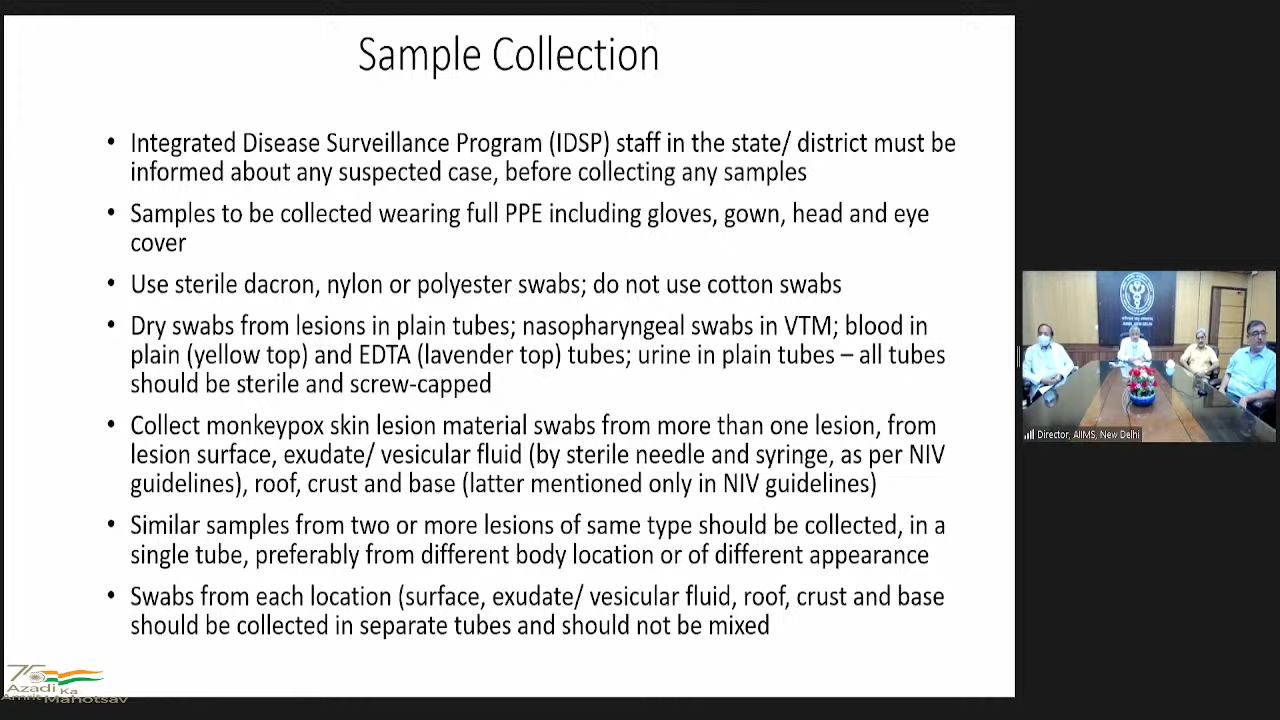 Sample Collection
• Integrated Disease Surveillance Program (IDSP) staff in the state/ district must be
informed about any suspected case, before collecting any samples
• Samples to be collected wearing full PPE including gloves, gown, head and eye
cover
• Use sterile dacron, nylon or polyester swabs; do not use cotton swabs
• Dry swabs from lesions in plain tubes; nasopharyngeal swabs in VTM; blood in
plain (yellow top) and EDTA (lavender top) tubes; urine in plain tubes – all tubes
should be sterile and screw-capped
• Collect monkeypox skin lesion material swabs from more than one lesion, from
lesion surface, exudate/ vesicular fluid (by sterile needle and syringe, as per NIV
guidelines), roof, crust and base (latter mentioned only in NIV guidelines)
• Similar samples from two or more lesions of same type should be collected, in a
single tube, preferably from different body location or of different appearance
• Swabs from each location (surface, exudate/ vesicular fluid, roof, crust and base
should be collected in separate tubes and should not be mixed
75
Azadi Ka
Amrit Mahotsav
Director, AIIMS, New Delhi